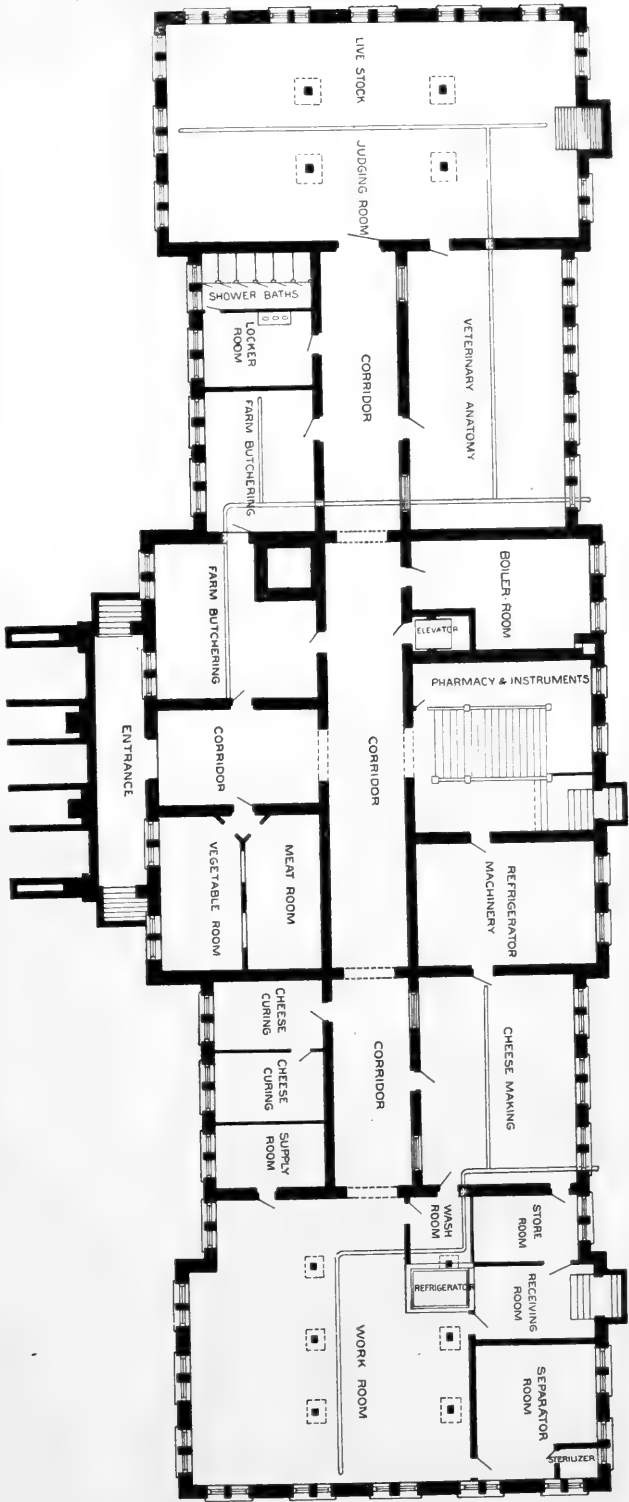 LIVE STOCK
JUDGING ROOM
SHOWER BATHS
LOCKER
ROOM
CORRIDOR
VETERINARY ANATOMY
FARM BUTCHERING
FARM BUTCHERING
BOILER-ROOM
ELEVATOR
PHARMACY & INSTRUMENTS
ENTRANCE
CORRIDOR
CORRIDOR
VEGETABLE ROOM
MEAT ROOM
REFRIGERATOR
MACHINERY
CHEESE
CURING
CHEESE
CURING
SUPPLY
ROOM
CORRIDOR
CHEESE MAKING
WASH
ROOM
STORE
ROOM
REFRIGERATOR
RECEIVING
ROOM
WORK ROOM
SEPARATOR
ROOM
STERILIZER